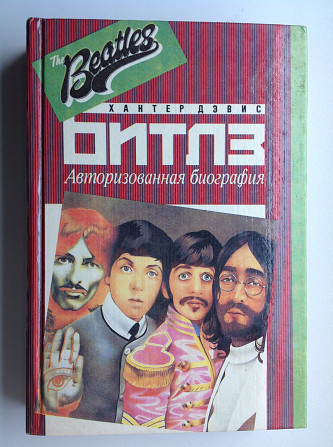 The Beatles
ХАНТЕР ДЭВИС
БИТЛЗ
Авторизованная биография